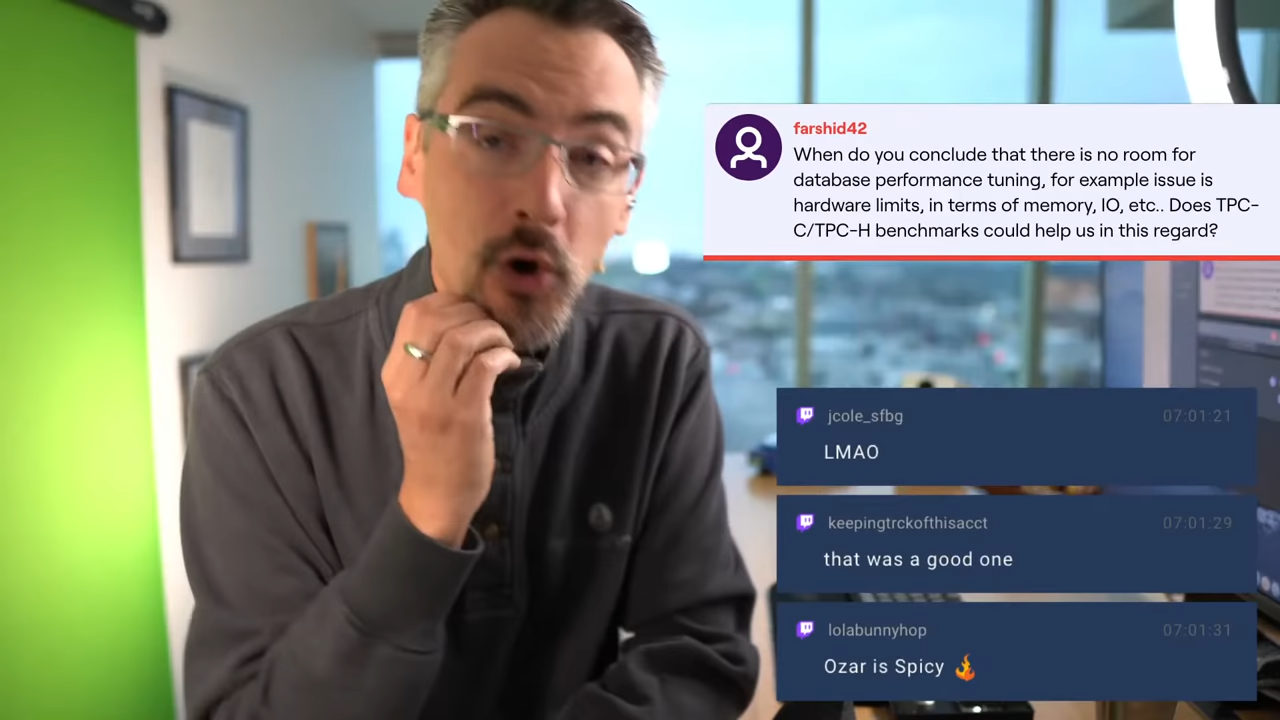 farshid42
When do you conclude that there is no room for
database performance tuning, for example issue is
hardware limits, in terms of memory, IO, etc.. Does TPC-
C/TPC-H benchmarks could help us in this regard?
jcole_sfbg 07:01:21
LMAO
keepingtrckofthisacct 07:01:29
that was a good one
lolabunnyhop 07:01:31
Ozar is Spicy 🔥